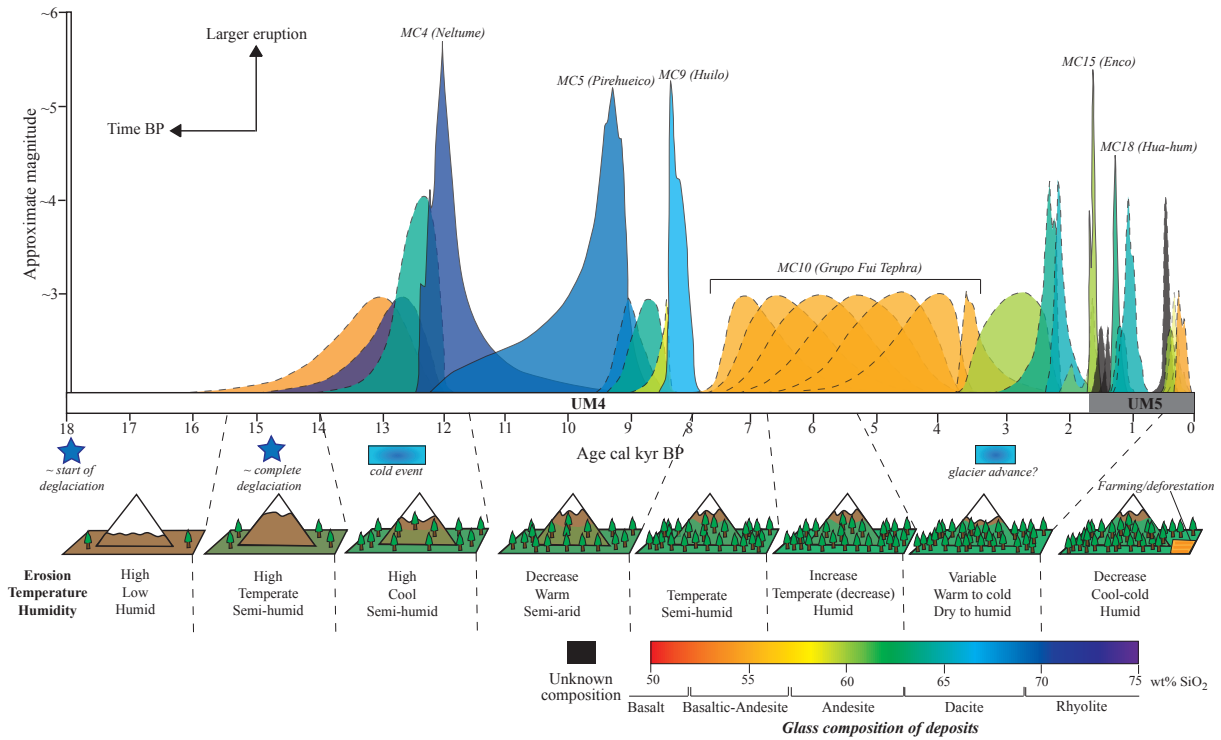 ~6
Larger eruption
MC4 (Neltume)
MC5 (Pirehueico)
MC9 (Huilo)
MC15 (Enco)
MC18 (Hua-hum)
~5
Time BP
Approximate magnitude
~4
~3
MC10 (Grupo Fui Tephra)
UM4
UM5
18 17 16 15 14 13 12 11 10 9 8 7 6 5 4 3 2 1 0
Age cal kyr BP
~ start of
deglaciation
~ complete
deglaciation
cold event
glacier advance?
Farming/deforestation
Erosion High High High Decrease Increase Variable Decrease
Temperature Low Temperate Cool Warm Temperate Temperate (decrease) Warm to cold Cool-cold
Humidity Humid Semi-humid Semi-humid Semi-arid Semi-humid Humid Dry to humid Humid
Unknown
composition
50 55 60 65 70 75 wt% SiO₂
Basalt Basaltic-Andesite Andesite Dacite Rhyolite
Glass composition of deposits